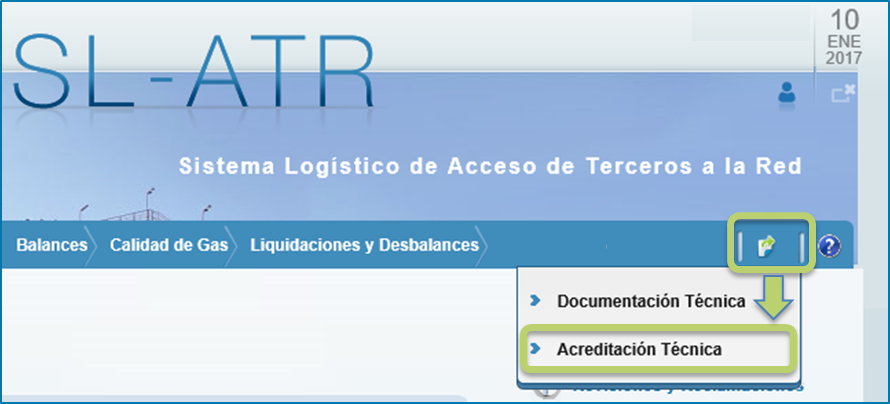 10
ENE
2017
SL-ATR
Sistema Logístico de Acceso de Terceros a la Red
Balances Calidad de Gas Liquidaciones y Desbalances ?
Documentación Técnica
Acreditación Técnica